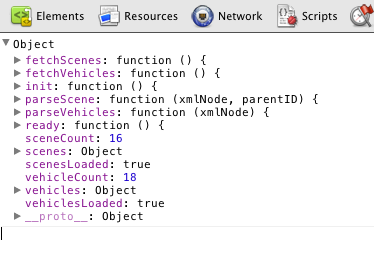 Elements Resources Network Scripts
Object
fetchScenes: function () {
fetchVehicles: function () {
init: function () {
parseScene: function (xmlNode, parentID) {
parseVehicles: function (xmlNode) {
ready: function () {
sceneCount: 16
scenes: Object
scenesLoaded: true
vehicleCount: 18
vehicles: Object
vehiclesLoaded: true
__proto__: Object